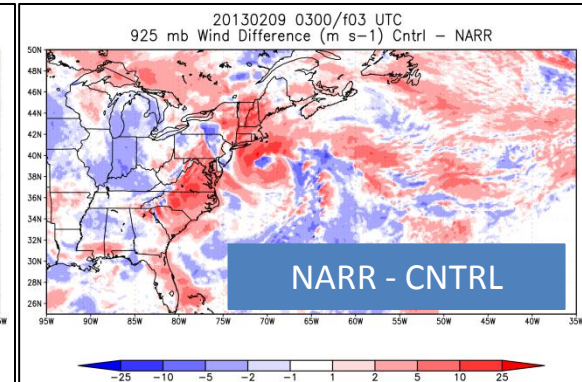 20130209 0300/f03 UTC
925 mb Wind Difference (m s−1) Cntrl − NARR
50N
48N
46N
44N
42N
40N
38N
36N
34N
32N
30N
28N
26N
NARR - CNTRL
5W 95W 90W 85W 80W 75W 70W 65W 60W 55W 50W 45W 40W 35W
−25 −10 −5 −2 −1 1 2 5 10 25